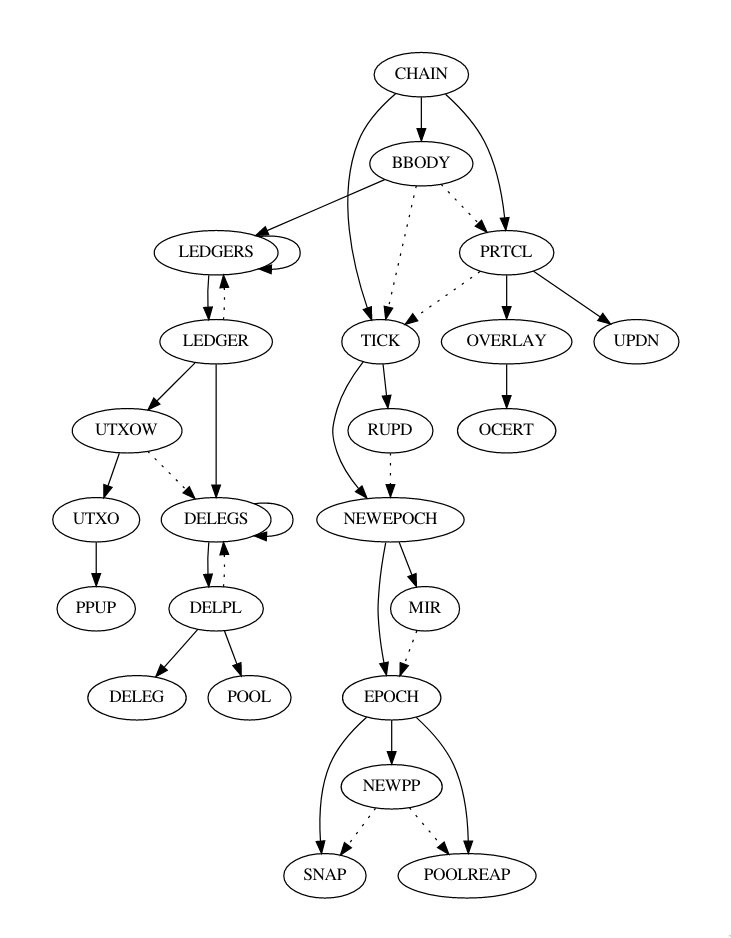 CHAIN
BBODY
LEDGERS
PRTCL
LEDGER
TICK
OVERLAY
UPDN
UTXOW
RUPD
OCERT
UTXO
DELEGS
NEWEPOCH
PPUP
DELPL
MIR
DELEG
POOL
EPOCH
NEWPP
SNAP
POOLREAP